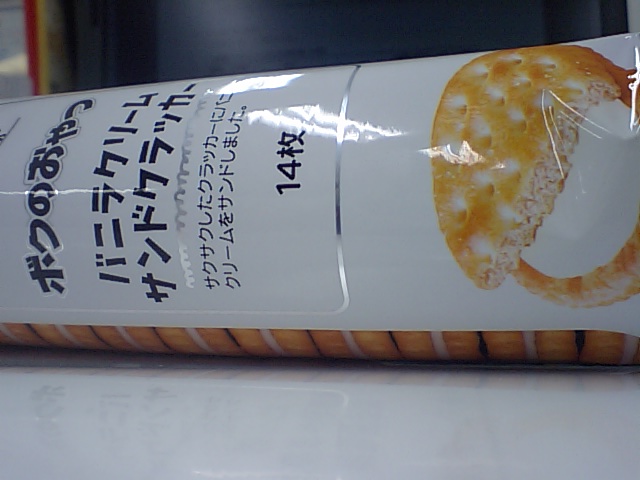 ボクのおやつ
バニラクリーム
サンドクラッカー
サクサクしたクラッカーにバニ
クリームをサンドしました。
14枚